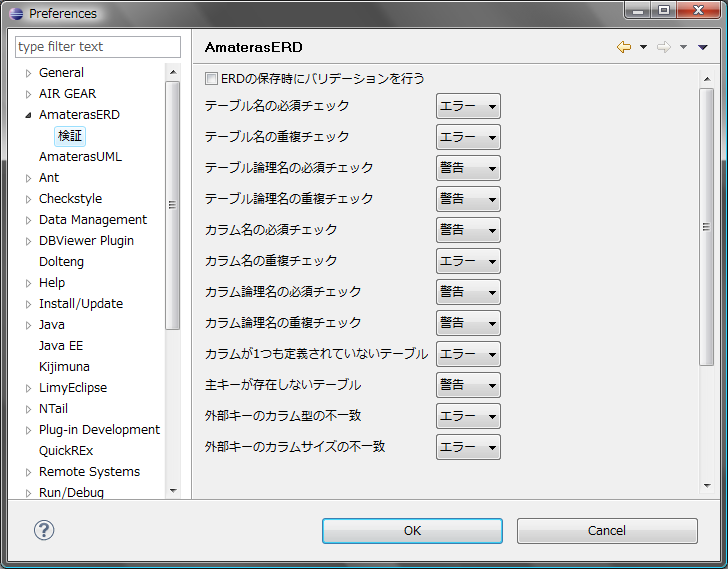 Preferences
type filter text
General
AIR GEAR
AmaterasERD
検証
AmaterasUML
Ant
Checkstyle
Data Management
DBViewer Plugin
Dolteng
Help
Install/Update
Java
Java EE
Kijimuna
LimyEclipse
NTail
Plug-in Development
QuickREx
Remote Systems
Run/Debug
AmaterasERD
ERDの保存時にバリデーションを行う
テーブル名の必須チェック エラー
テーブル名の重複チェック エラー
テーブル論理名の必須チェック 警告
テーブル論理名の重複チェック 警告
カラム名の必須チェック 警告
カラム名の重複チェック エラー
カラム論理名の必須チェック 警告
カラム論理名の重複チェック 警告
カラムが1つも定義されていないテーブル エラー
主キーが存在しないテーブル 警告
外部キーのカラム型の不一致 エラー
外部キーのカラムサイズの不一致 エラー
?
OK
Cancel